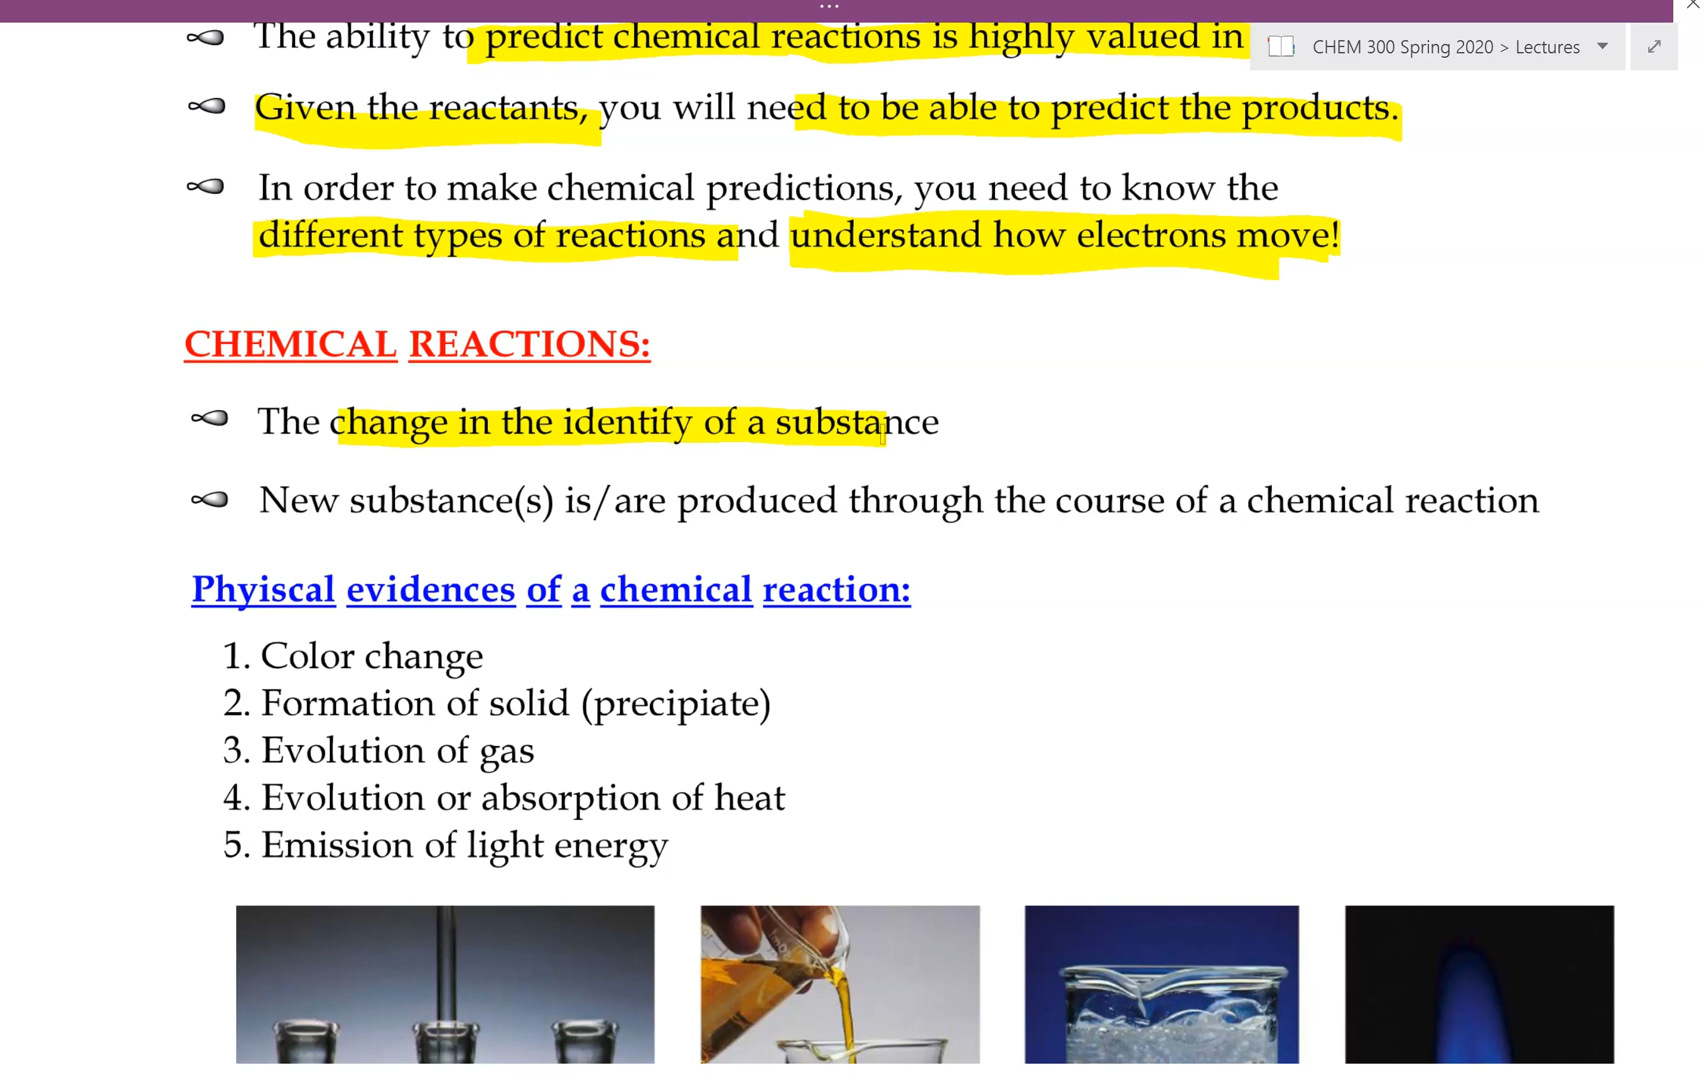 ...
The ability to predict chemical reactions is highly valued in
CHEM 300 Spring 2020 > Lectures
Given the reactants, you will need to be able to predict the products.
In order to make chemical predictions, you need to know the
different types of reactions and understand how electrons move!
CHEMICAL REACTIONS:
The change in the identify of a substance
New substance(s) is/are produced through the course of a chemical reaction
Phyiscal evidences of a chemical reaction:
1. Color change
2. Formation of solid (precipiate)
3. Evolution of gas
4. Evolution or absorption of heat
5. Emission of light energy